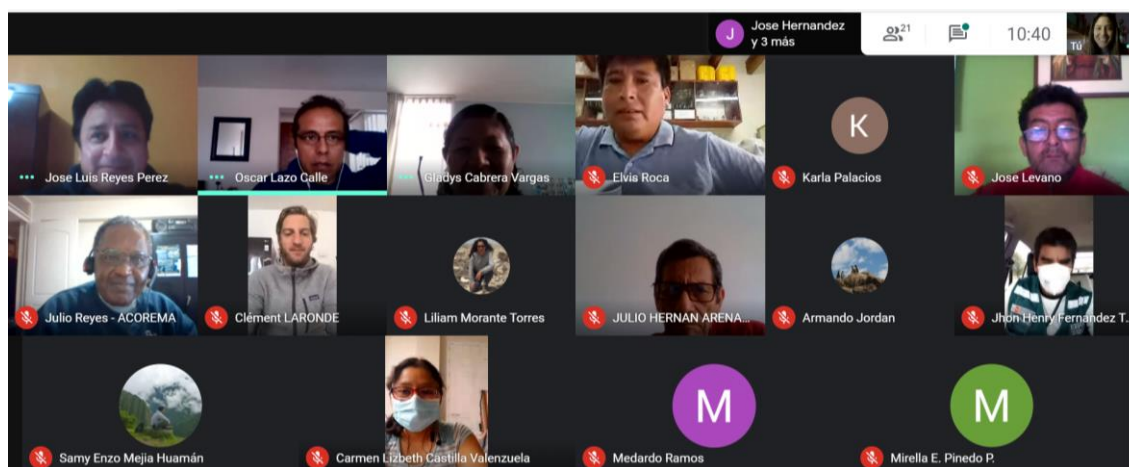 J
Jose Hernandez
y 3 más
21
10:40
Tú
Jose Luis Reyes Perez
Oscar Lazo Calle
Gladys Cabrera Vargas
Elvis Roca
K
Karla Palacios
Jose Levano
Julio Reyes - ACOREMA
Clément LARONDE
Liliam Morante Torres
JULIO HERNAN ARENA...
Armando Jordan
Jhon Henry Fernandez T.
Samy Enzo Mejia Huamán
Carmen Lizbeth Castilla Valenzuela
M
Medardo Ramos
M
Mirella E. Pinedo P.